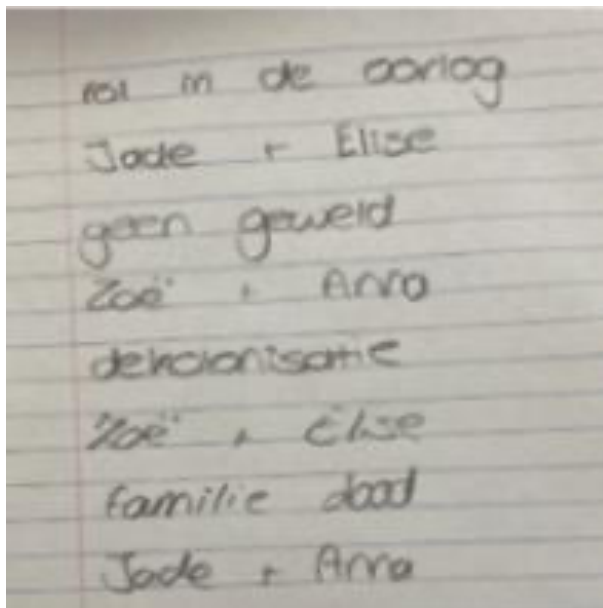 rol in de oorlog
Jade + Elise
geen geweld
Zoë + Anna
dekolonisatie
Zoë + Elise
familie dood
Jade + Anna